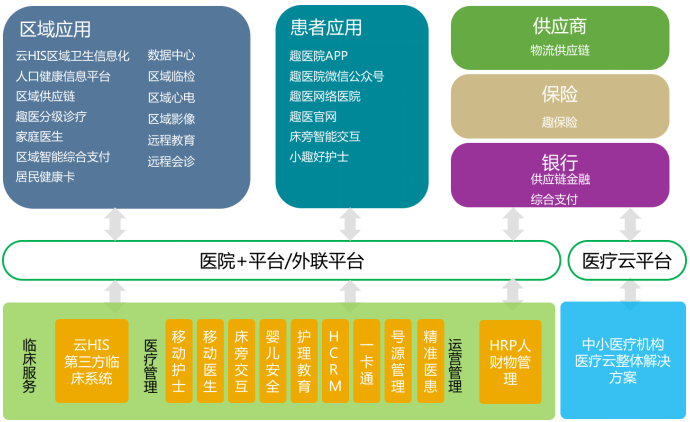 区域应用
云HIS区域卫生信息化
人口健康信息平台
区域供应链
趣医分级诊疗
家庭医生
区域智能综合支付
居民健康卡
数据中心
区域临检
区域心电
区域影像
远程教育
远程会诊
患者应用
趣医院APP
趣医院微信公众号
趣医网络医院
趣医官网
床旁智能交互
小趣好护士
供应商
物流供应链
保险
趣保险
银行
供应链金融
综合支付
医院+平台/外联平台
医疗云平台
临床服务
云HIS
第三方临
床系统
医疗管理
移动护士
移动医生
床旁交互
婴儿安全
护理教育
HCRM
一卡通
号源管理
精准医患
运营管理
HRP人
财物管
理
中小医疗机构
医疗云整体解决
方案